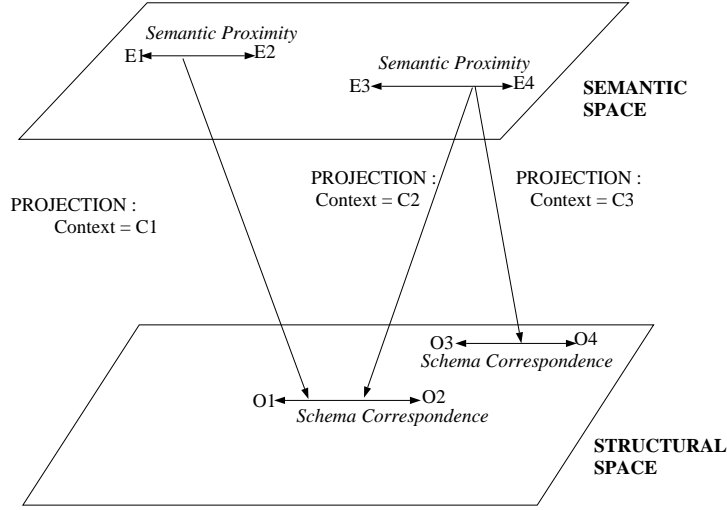 Semantic Proximity
E1 E2
Semantic Proximity
E3 E4
SEMANTIC
SPACE
PROJECTION :
Context = C1
PROJECTION :
Context = C2
PROJECTION :
Context = C3
O3 O4
Schema Correspondence
O1 O2
Schema Correspondence
STRUCTURAL
SPACE